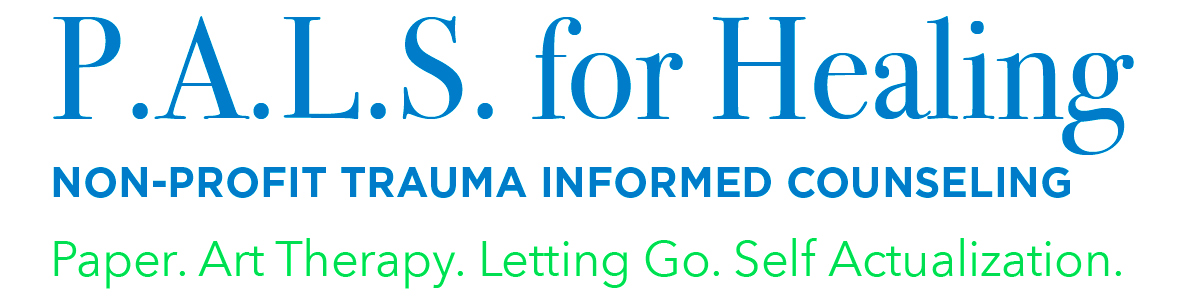 P.A.L.S. for Healing
NON-PROFIT TRAUMA INFORMED COUNSELING
Paper. Art Therapy. Letting Go. Self Actualization.